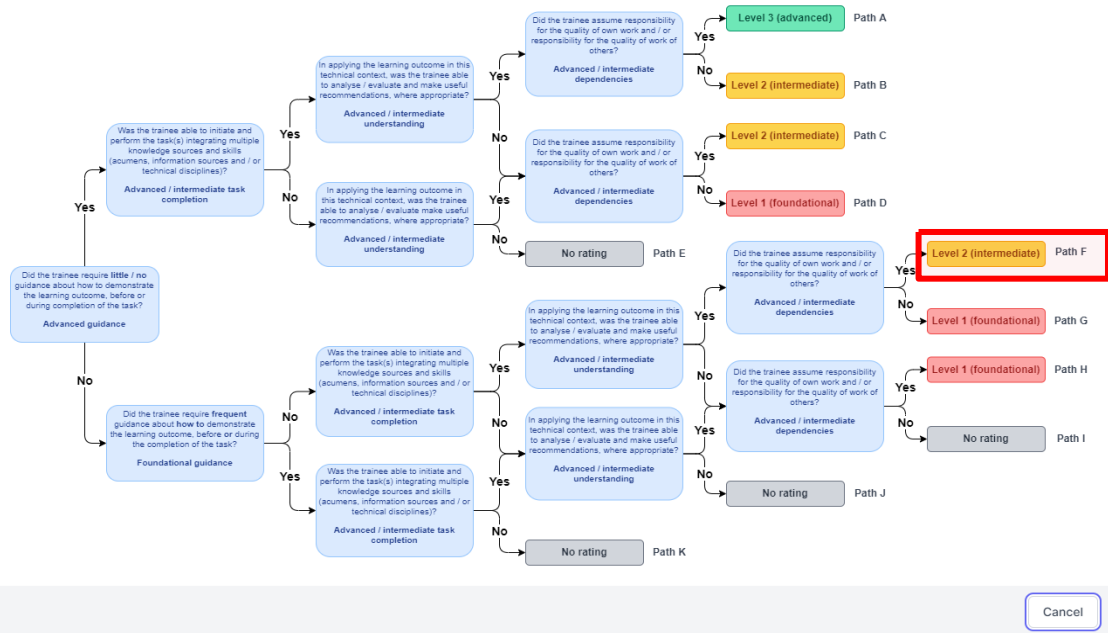 Did the trainee require little / no
guidance about how to demonstrate
the learning outcome, before or
during completion of the task?
Advanced guidance
Yes
No
Was the trainee able to initiate and
perform the task(s) integrating multiple
knowledge sources and skills
(acumens, information sources and / or
technical disciplines)?
Advanced / intermediate task
completion
Yes
No
In applying the learning outcome in this
technical context, was the trainee able
to analyse / evaluate and make useful
recommendations, where appropriate?
Advanced / intermediate
understanding
Yes
No
In applying the learning outcome in
this technical context, was the trainee
able to analyse / evaluate make useful
recommendations, where appropriate?
Advanced / intermediate
understanding
Yes
No
Did the trainee assume responsibility
for the quality of own work and / or
responsibility for the quality of work of
others?
Advanced / intermediate
dependencies
Yes
No
Level 3 (advanced)
Path A
Level 2 (intermediate)
Path B
Did the trainee assume responsibility
for the quality of own work and / or
responsibility for the quality of work of
others?
Advanced / intermediate
dependencies
Yes
No
Level 2 (intermediate)
Path C
Level 1 (foundational)
Path D
No rating
Path E
Did the trainee require frequent
guidance about how to demonstrate
the learning outcome, before or during
the completion of the task?
Foundational guidance
No
Yes
Was the trainee able to initiate and
perform the task(s) integrating multiple
knowledge sources and skills
(acumens, information sources and / or
technical disciplines)?
Advanced / intermediate task
completion
Yes
No
Was the trainee able to initiate and
perform the task(s) integrating multiple
knowledge sources and skills
(acumens, information sources and / or
technical disciplines)?
Advanced / intermediate task
completion
Yes
No
In applying the learning outcome in this
technical context, was the trainee able
to analyse / evaluate and make useful
recommendations, where appropriate?
Advanced / intermediate
understanding
Yes
No
In applying the learning outcome in this
technical context, was the trainee able
to analyse / evaluate and make useful
recommendations, where appropriate?
Advanced / intermediate
understanding
Yes
No
Did the trainee assume responsibility
for the quality of own work and / or
responsibility for the quality of work of
others?
Advanced / intermediate
dependencies
Yes
No
Level 2 (intermediate)
Path F
Level 1 (foundational)
Path G
Did the trainee assume responsibility
for the quality of own work and / or
responsibility for the quality of work of
others?
Advanced / intermediate
dependencies
Yes
No
Level 1 (foundational)
Path H
No rating
Path I
No rating
Path J
No rating
Path K
Cancel